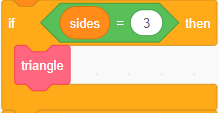 if sides = 3 then
triangle